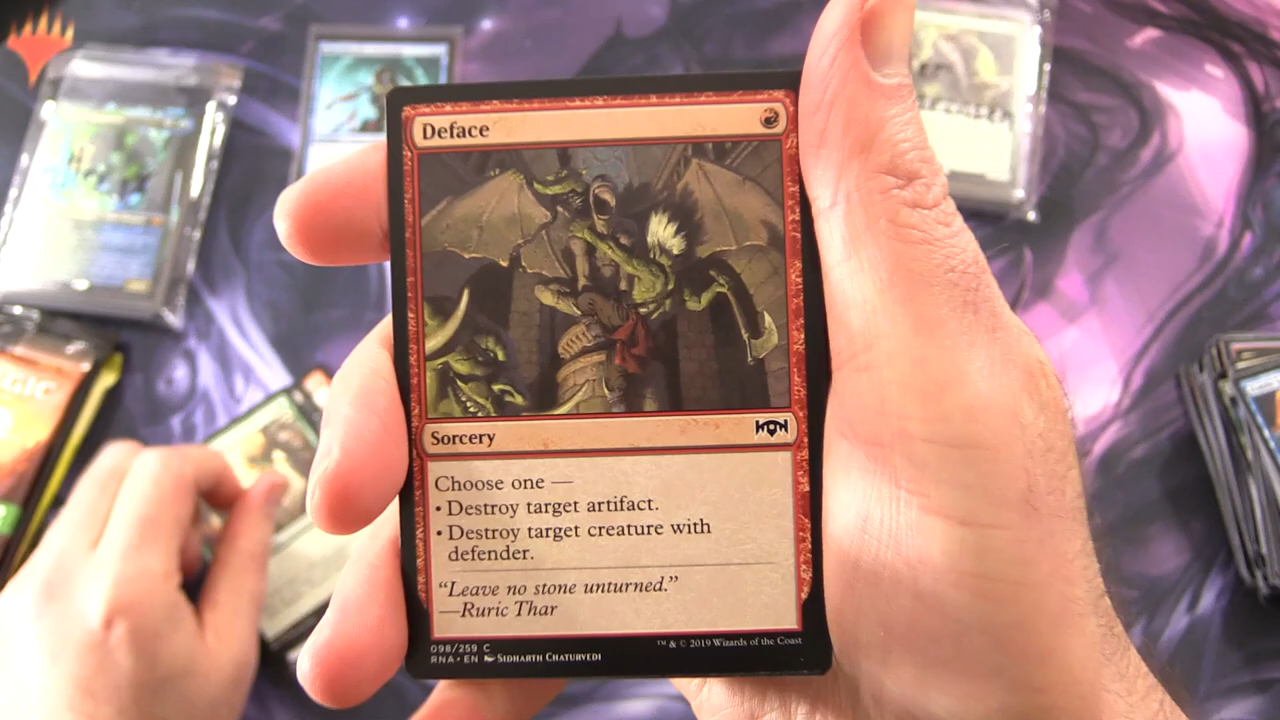 Deface
Sorcery
Choose one —
• Destroy target artifact.
• Destroy target creature with
defender.
“Leave no stone unturned.”
—Ruric Thar
098/259 C
RNA • EN Sidharth Chaturvedi
™ & © 2019 Wizards of the Coast
GIC